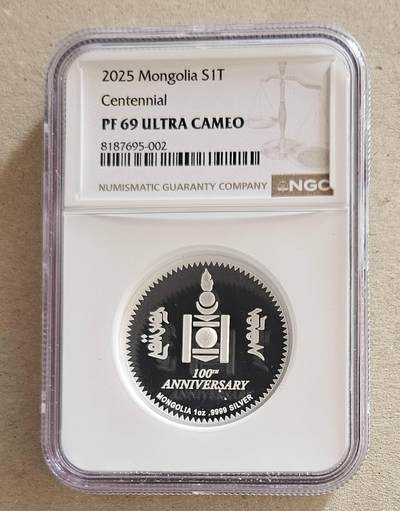 2025 Mongolia S1T
Centennial
PF 69 ULTRA CAMEO
8187695-002
NUMISMATIC GUARANTY COMPANY NGC
100TH
ANNIVERSARY
MONGOLIA 1oz .9999 SILVER